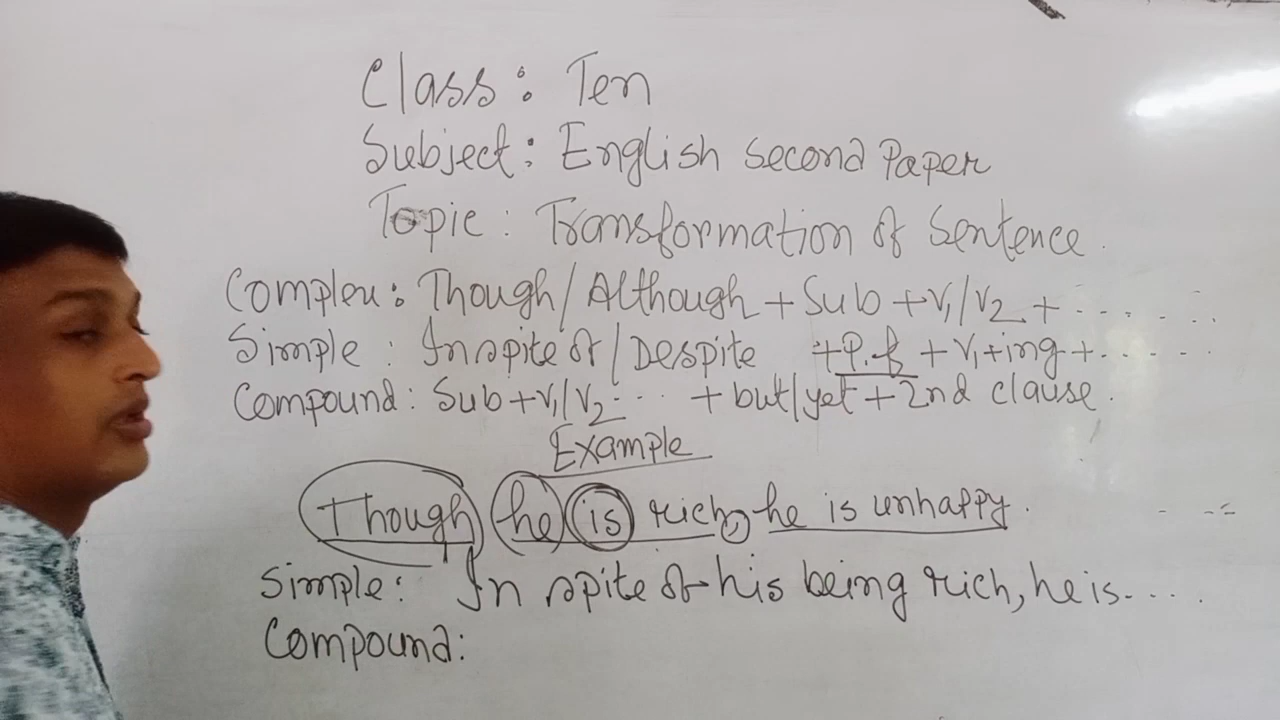 Class: Ten
Subject: English Second Paper
Topic: Transformation of Sentence.
Complex: Though/Although + Sub + V1/V2 + .......
Simple: In spite of/Despite + P.f + V1+ing + ......
Compound: Sub + V1/V2 ... + but/yet + 2nd clause.
Example
Though he is rich, he is unhappy.
Simple: In spite of his being rich, he is.....
Compound: